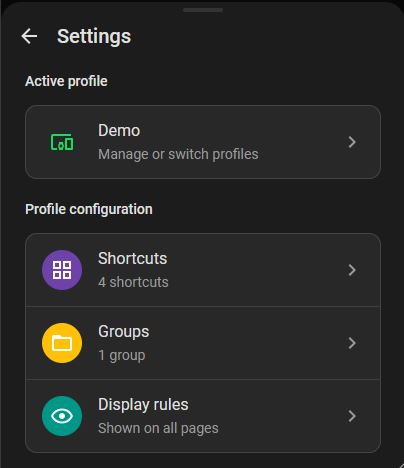 Settings
Active profile
Demo
Manage or switch profiles
Profile configuration
Shortcuts
4 shortcuts
Groups
1 group
Display rules
Shown on all pages